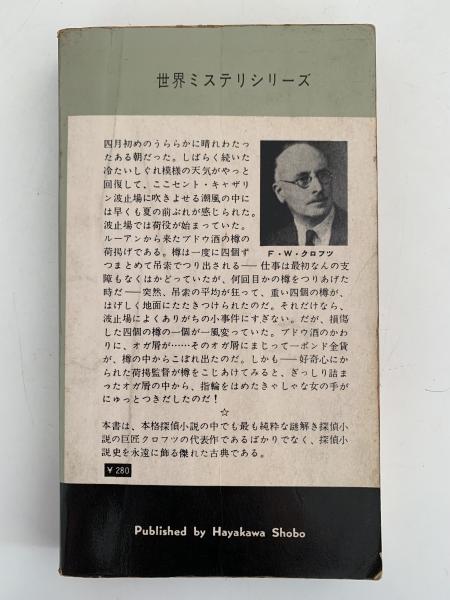 世界ミステリシリーズ
四月初めのうららかに晴れわたっ
たある朝だった。しばらく続いた
冷たいしぐれ模様の天気がやっと
回復して、ここセント・キャザリ
ン波止場に吹きよせる潮風の中に
は早くも夏の前ぶれが感じられた。
波止場では荷役が始まっていた。
ルーアンから来たブドウ酒の樽の
荷揚げである。樽は一度に四個ず
つまとめて吊索でつり出される──仕事は最初なんの支
障もなくはかどっていたが、何回目かの樽をつりあげた
時だ──突然、吊索の平均が狂って、重い四個の樽が、
はげしく地面にたたきつけられたのだ。それだけなら、
波止場によくありがちの小事件にすぎない。だが、損傷
した四個の樽の一個が一風変っていた。ブドウ酒のかわ
りに、オガ屑が……そのオガ屑にまじって一ポンド金貨
が、樽の中からこぼれ出たのだ。しかも──好奇心にか
られた荷揚監督が樽をこじあけてみると、ぎっしり詰ま
ったオガ屑の中から、指輪をはめたきゃしゃな女の手が
にゅっとつきだしたのだ!
F・W・クロフツ
☆
本書は、本格探偵小説の中でも最も純粋な謎解き探偵小
説の巨匠クロフツの代表作であるばかりでなく、探偵小
説史を永遠に飾る傑れた古典である。
¥280
Published by Hayakawa Shobo